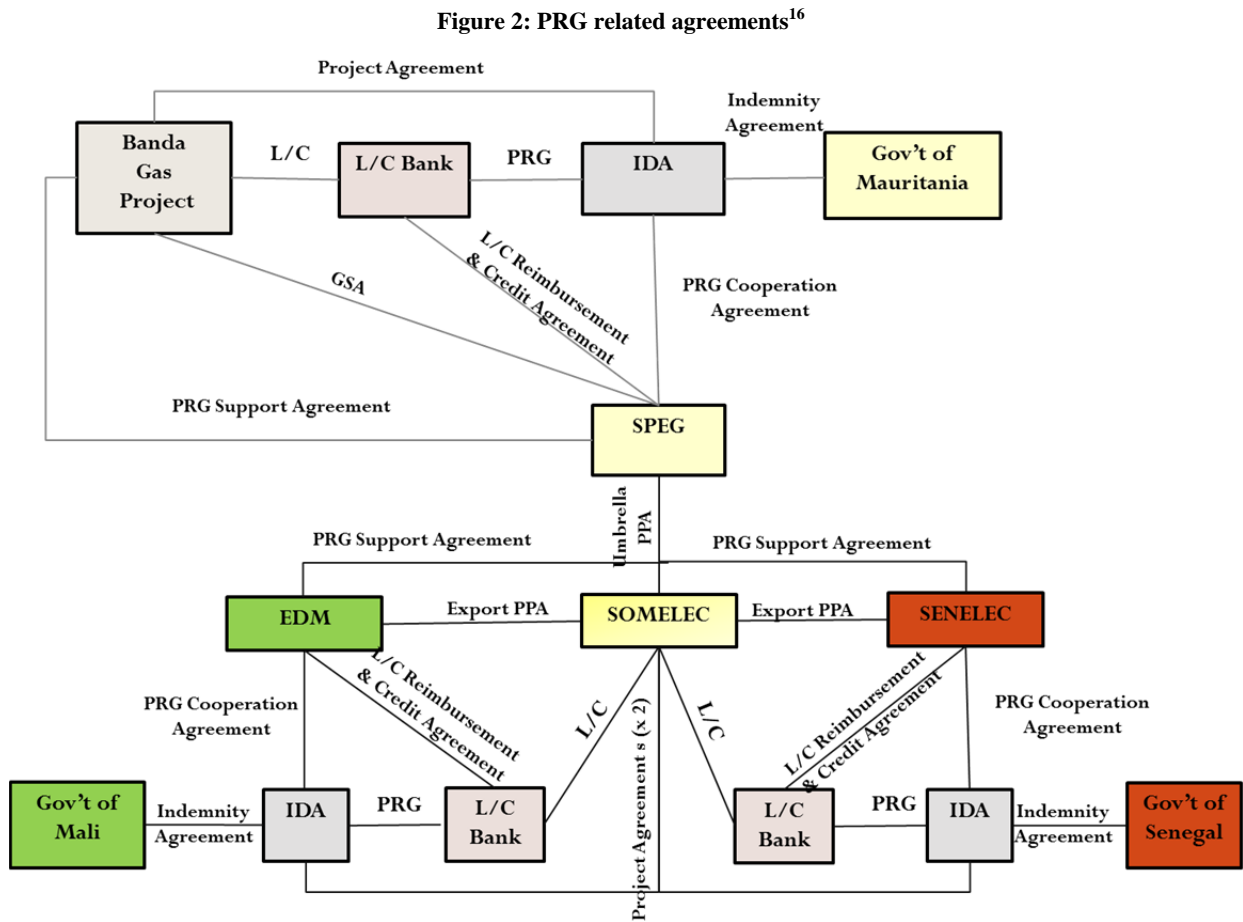 Figure 2: PRG related agreements16
Project Agreement
Indemnity
Agreement
Banda
Gas
Project
L/C
L/C Bank
PRG
IDA
Gov't of
Mauritania
L/C Reimbursement
& Credit Agreement
GSA
PRG Cooperation
Agreement
PRG Support Agreement
SPEG
Umbrella
PPA
PRG Support Agreement
PRG Support Agreement
EDM
Export PPA
SOMELEC
Export PPA
SENELEC
L/C Reimbursement
& Credit Agreement
L/C Reimbursement
& Credit Agreement
PRG Cooperation
Agreement
L/C
L/C
PRG Cooperation
Agreement
Project Agreement s (x 2)
Gov't of
Mali
Indemnity
Agreement
IDA
PRG
L/C
Bank
L/C
Bank
PRG
IDA
Indemnity
Agreement
Gov't of
Senegal